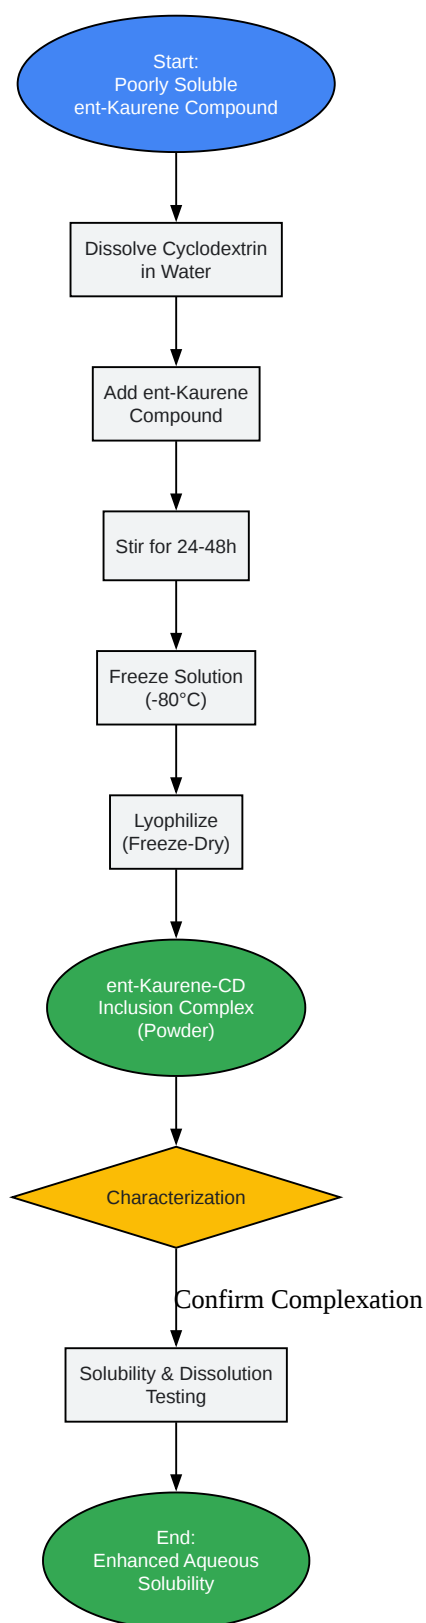 Start:
Poorly Soluble
ent-Kaurene Compound
Dissolve Cyclodextrin
in Water
Add ent-Kaurene
Compound
Stir for 24-48h
Freeze Solution
(-80°C)
Lyophilize
(Freeze-Dry)
ent-Kaurene-CD
Inclusion Complex
(Powder)
Characterization
Confirm Complexation
Solubility & Dissolution
Testing
End:
Enhanced Aqueous
Solubility